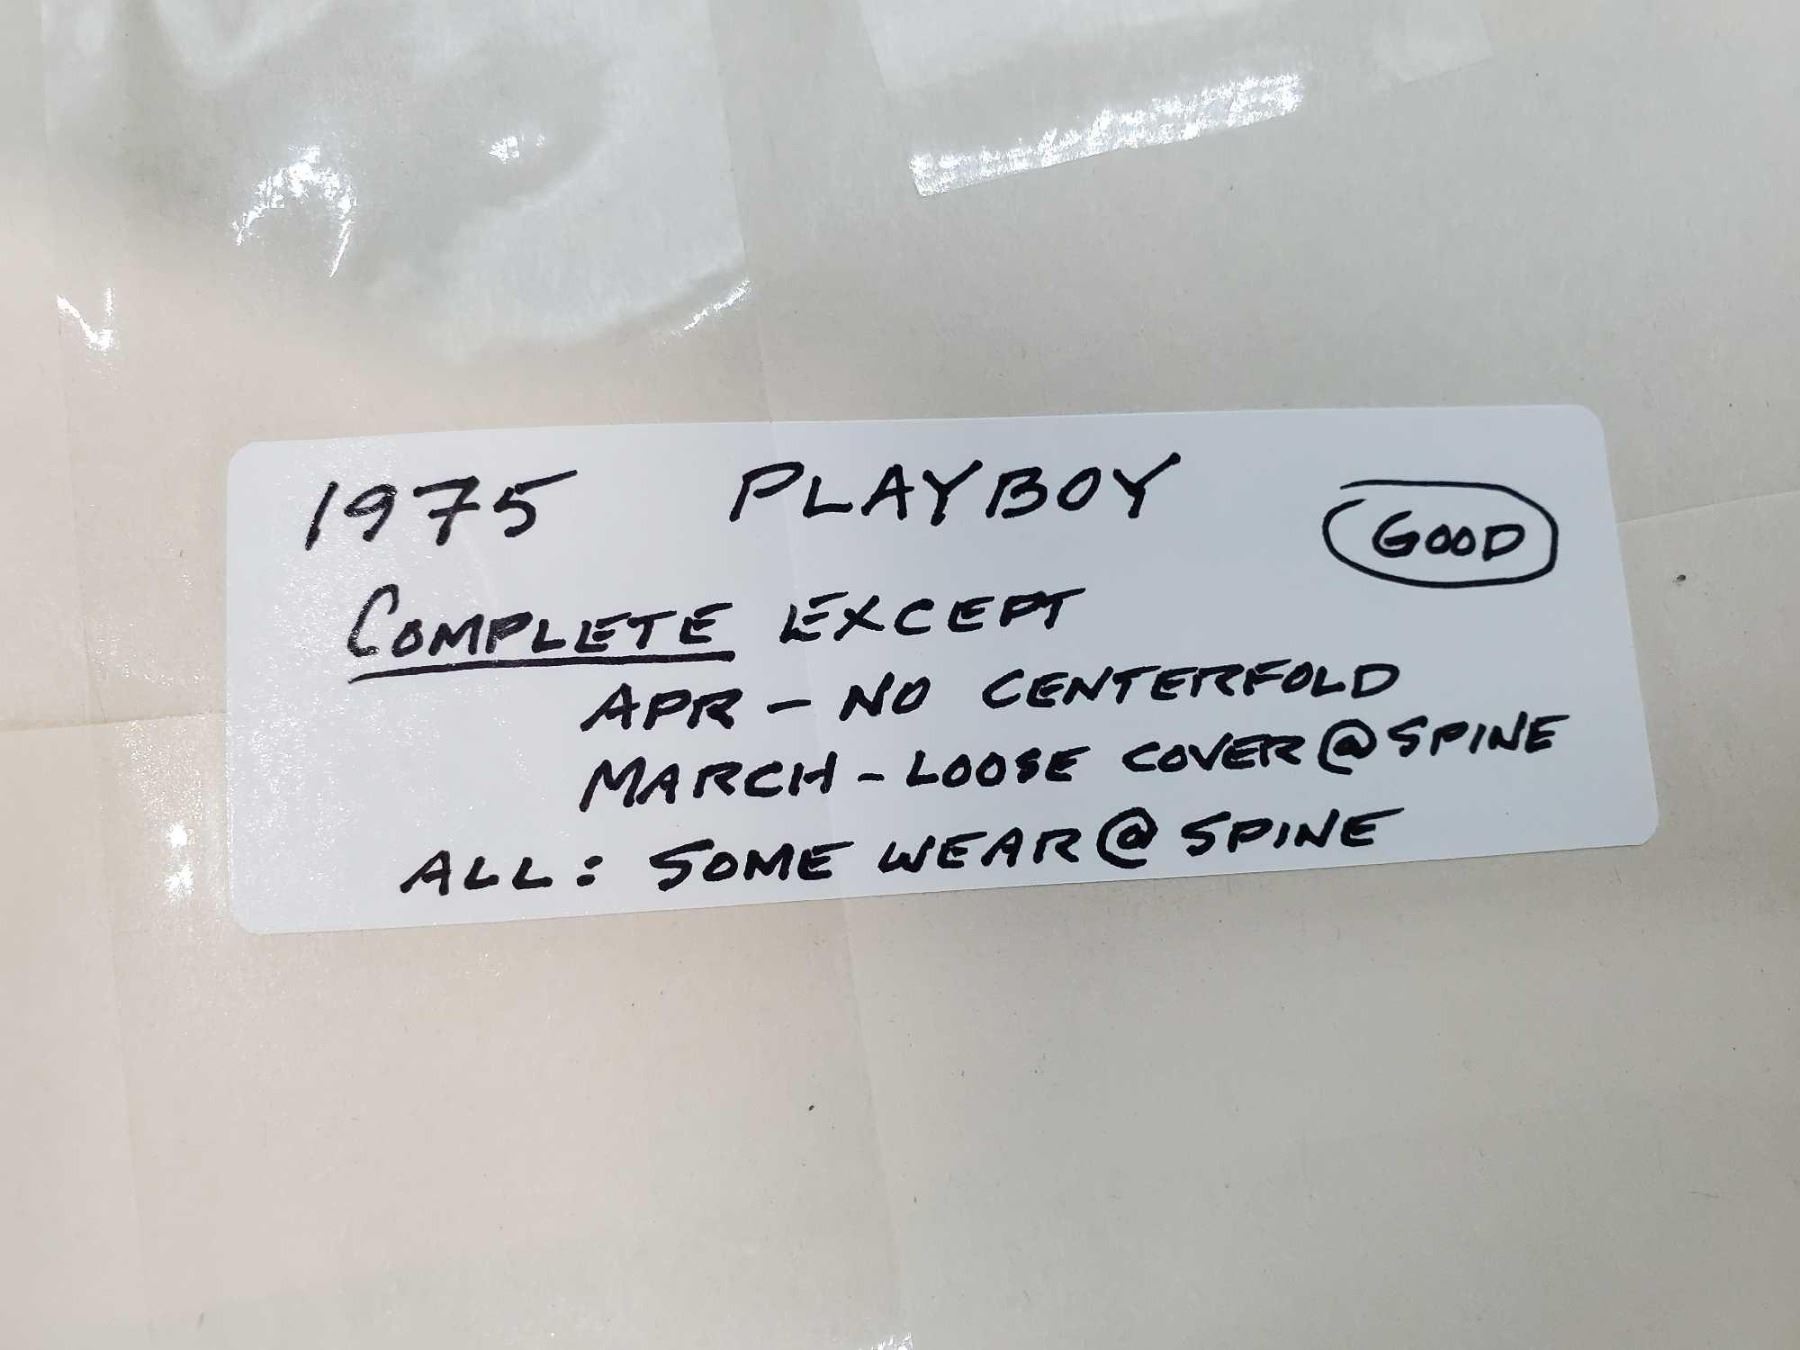 1975 PLAYBOY GOOD
COMPLETE EXCEPT
APR - NO CENTERFOLD
MARCH - LOOSE COVER @ SPINE
ALL: SOME WEAR @ SPINE